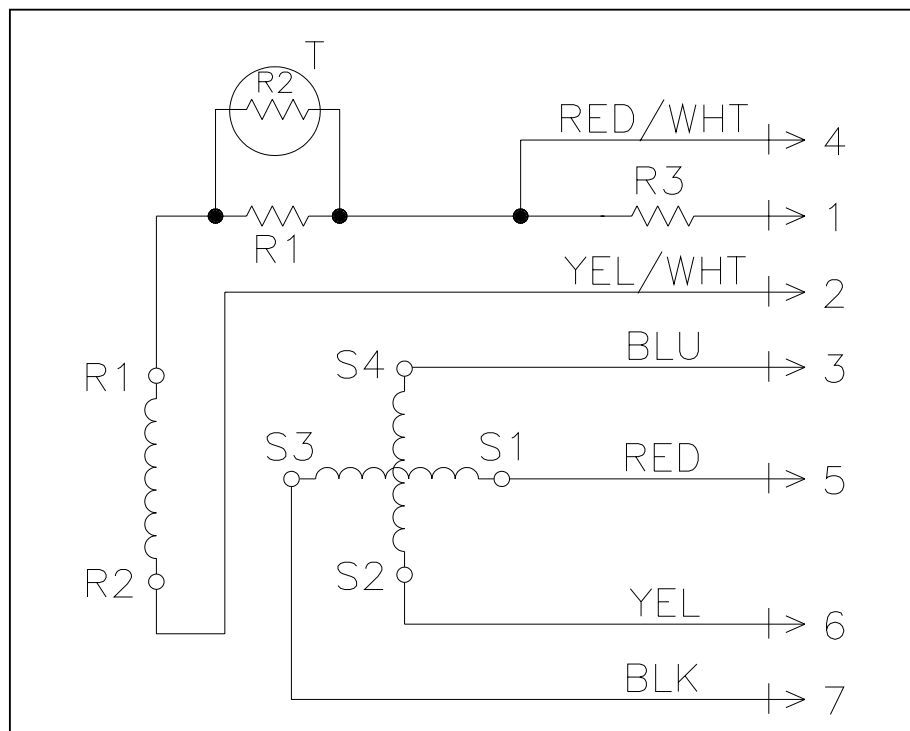 T
R2
RED/WHT
4
R3
1
R1
YEL/WHT
2
BLU
3
S4
R1
S3
S1
RED
5
R2
S2
YEL
6
BLK
7